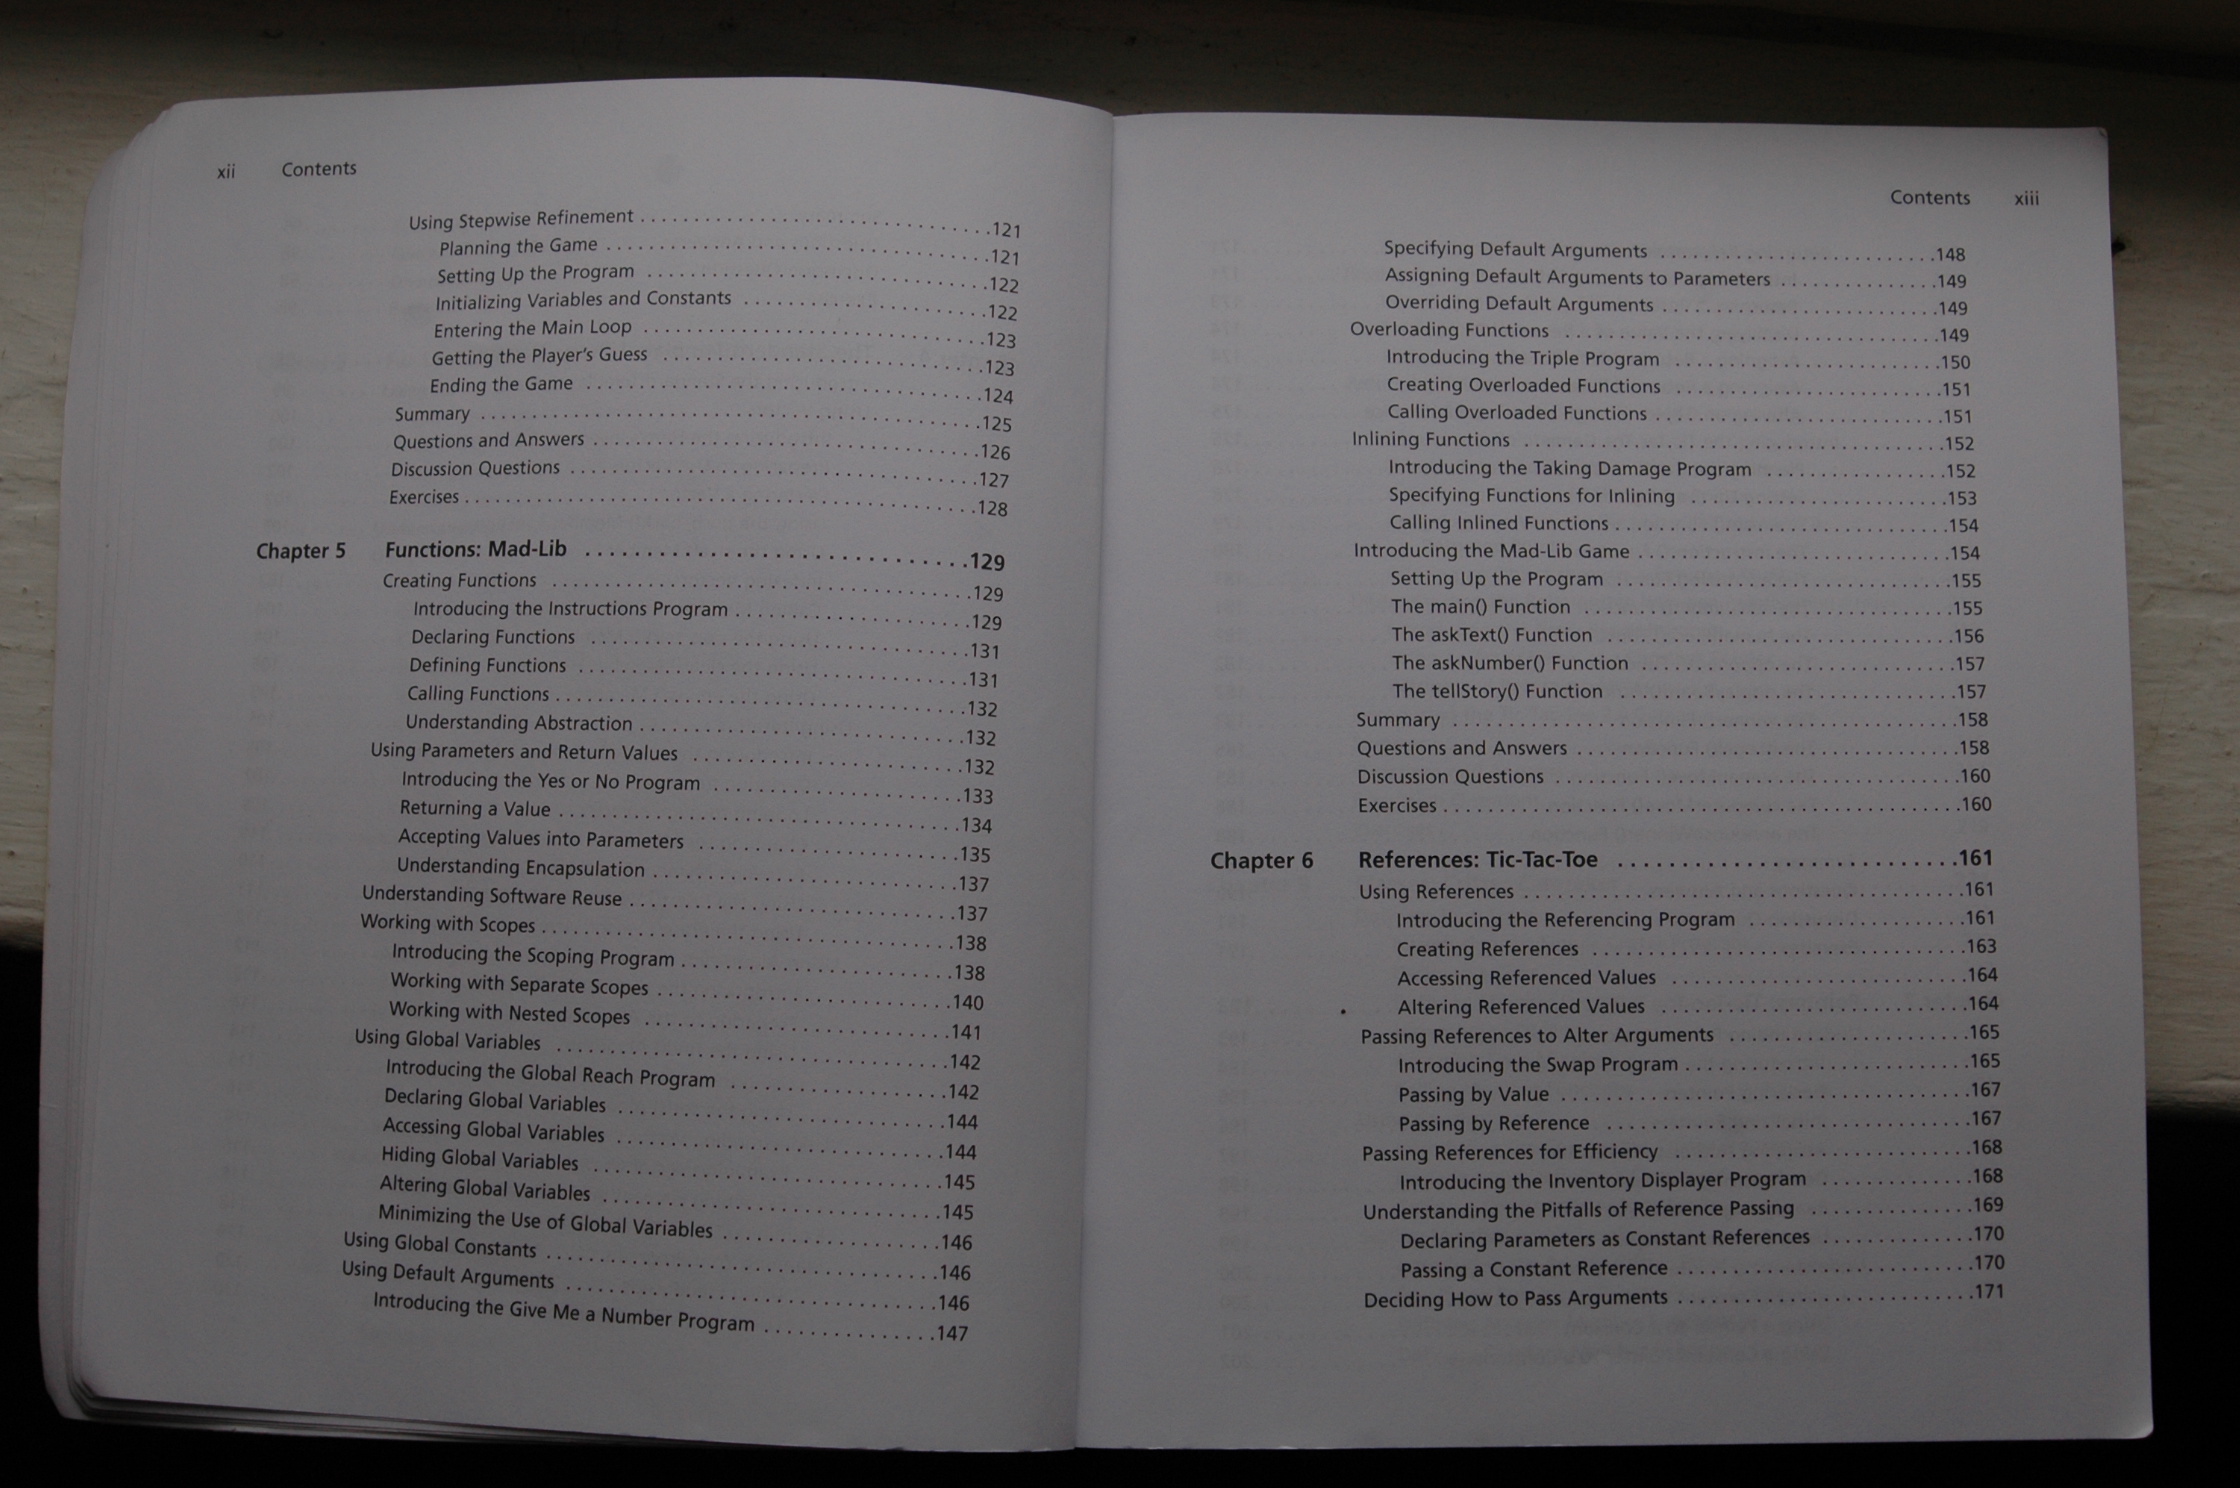 xii Contents
Using Stepwise Refinement . . . . . . . . . . . . . . . . . . . . . . . . . . . . . . . . .121
Planning the Game . . . . . . . . . . . . . . . . . . . . . . . . . . . . . . . . . . . .121
Setting Up the Program . . . . . . . . . . . . . . . . . . . . . . . . . . . . . . . .122
Initializing Variables and Constants . . . . . . . . . . . . . . . . . . . . . . .122
Entering the Main Loop . . . . . . . . . . . . . . . . . . . . . . . . . . . . . . . .123
Getting the Player's Guess . . . . . . . . . . . . . . . . . . . . . . . . . . . . . .123
Ending the Game . . . . . . . . . . . . . . . . . . . . . . . . . . . . . . . . . . . . .124
Summary . . . . . . . . . . . . . . . . . . . . . . . . . . . . . . . . . . . . . . . . . . . . . . .125
Questions and Answers . . . . . . . . . . . . . . . . . . . . . . . . . . . . . . . . . . . .126
Discussion Questions . . . . . . . . . . . . . . . . . . . . . . . . . . . . . . . . . . . . . .127
Exercises . . . . . . . . . . . . . . . . . . . . . . . . . . . . . . . . . . . . . . . . . . . . . . . .128
Chapter 5 Functions: Mad-Lib . . . . . . . . . . . . . . . . . . . . . . . . . . . . .129
Creating Functions . . . . . . . . . . . . . . . . . . . . . . . . . . . . . . . . . . . . . . . .129
Introducing the Instructions Program . . . . . . . . . . . . . . . . . . . . . .129
Declaring Functions . . . . . . . . . . . . . . . . . . . . . . . . . . . . . . . . . . . .131
Defining Functions . . . . . . . . . . . . . . . . . . . . . . . . . . . . . . . . . . . . .131
Calling Functions . . . . . . . . . . . . . . . . . . . . . . . . . . . . . . . . . . . . . . .132
Understanding Abstraction . . . . . . . . . . . . . . . . . . . . . . . . . . . . . . .132
Using Parameters and Return Values . . . . . . . . . . . . . . . . . . . . . . . . . .132
Introducing the Yes or No Program . . . . . . . . . . . . . . . . . . . . . . . .133
Returning a Value . . . . . . . . . . . . . . . . . . . . . . . . . . . . . . . . . . . . . .134
Accepting Values into Parameters . . . . . . . . . . . . . . . . . . . . . . . . .135
Understanding Encapsulation . . . . . . . . . . . . . . . . . . . . . . . . . . . . .137
Understanding Software Reuse . . . . . . . . . . . . . . . . . . . . . . . . . . . . . . .137
Working with Scopes . . . . . . . . . . . . . . . . . . . . . . . . . . . . . . . . . . . . . . .138
Introducing the Scoping Program . . . . . . . . . . . . . . . . . . . . . . . . . .138
Working with Separate Scopes . . . . . . . . . . . . . . . . . . . . . . . . . . . .140
Working with Nested Scopes . . . . . . . . . . . . . . . . . . . . . . . . . . . . .141
Using Global Variables . . . . . . . . . . . . . . . . . . . . . . . . . . . . . . . . . . . . .142
Introducing the Global Reach Program . . . . . . . . . . . . . . . . . . . . .142
Declaring Global Variables . . . . . . . . . . . . . . . . . . . . . . . . . . . . . . .144
Accessing Global Variables . . . . . . . . . . . . . . . . . . . . . . . . . . . . . . .144
Hiding Global Variables . . . . . . . . . . . . . . . . . . . . . . . . . . . . . . . . .145
Altering Global Variables . . . . . . . . . . . . . . . . . . . . . . . . . . . . . . . .145
Minimizing the Use of Global Variables . . . . . . . . . . . . . . . . . . . . .146
Using Global Constants . . . . . . . . . . . . . . . . . . . . . . . . . . . . . . . . . . . . .146
Using Default Arguments . . . . . . . . . . . . . . . . . . . . . . . . . . . . . . . . . . .146
Introducing the Give Me a Number Program . . . . . . . . . . . . . . . .147
Contents xiii
Specifying Default Arguments . . . . . . . . . . . . . . . . . . . . . . . . . .148
Assigning Default Arguments to Parameters . . . . . . . . . . . . . . .149
Overriding Default Arguments . . . . . . . . . . . . . . . . . . . . . . . . . .149
Overloading Functions . . . . . . . . . . . . . . . . . . . . . . . . . . . . . . . . . . . . .149
Introducing the Triple Program . . . . . . . . . . . . . . . . . . . . . . . . .150
Creating Overloaded Functions . . . . . . . . . . . . . . . . . . . . . . . . .151
Calling Overloaded Functions . . . . . . . . . . . . . . . . . . . . . . . . . . .151
Inlining Functions . . . . . . . . . . . . . . . . . . . . . . . . . . . . . . . . . . . . . . .152
Introducing the Taking Damage Program . . . . . . . . . . . . . . . . .152
Specifying Functions for Inlining . . . . . . . . . . . . . . . . . . . . . . . .153
Calling Inlined Functions . . . . . . . . . . . . . . . . . . . . . . . . . . . . . . .154
Introducing the Mad-Lib Game . . . . . . . . . . . . . . . . . . . . . . . . . . . . .154
Setting Up the Program . . . . . . . . . . . . . . . . . . . . . . . . . . . . . . .155
The main() Function . . . . . . . . . . . . . . . . . . . . . . . . . . . . . . . . . .155
The askText() Function . . . . . . . . . . . . . . . . . . . . . . . . . . . . . . . .156
The askNumber() Function . . . . . . . . . . . . . . . . . . . . . . . . . . . . .157
The tellStory() Function . . . . . . . . . . . . . . . . . . . . . . . . . . . . . . .157
Summary . . . . . . . . . . . . . . . . . . . . . . . . . . . . . . . . . . . . . . . . . . . . . . .158
Questions and Answers . . . . . . . . . . . . . . . . . . . . . . . . . . . . . . . . . . .158
Discussion Questions . . . . . . . . . . . . . . . . . . . . . . . . . . . . . . . . . . . . .160
Exercises . . . . . . . . . . . . . . . . . . . . . . . . . . . . . . . . . . . . . . . . . . . . . . . .160
Chapter 6 References: Tic-Tac-Toe . . . . . . . . . . . . . . . . . . . . . . . . . .161
Using References . . . . . . . . . . . . . . . . . . . . . . . . . . . . . . . . . . . . . . . . .161
Introducing the Referencing Program . . . . . . . . . . . . . . . . . . . .161
Creating References . . . . . . . . . . . . . . . . . . . . . . . . . . . . . . . . . . .163
Accessing Referenced Values . . . . . . . . . . . . . . . . . . . . . . . . . . . .164
Altering Referenced Values . . . . . . . . . . . . . . . . . . . . . . . . . . . . .164
Passing References to Alter Arguments . . . . . . . . . . . . . . . . . . . . . .165
Introducing the Swap Program . . . . . . . . . . . . . . . . . . . . . . . . . . .165
Passing by Value . . . . . . . . . . . . . . . . . . . . . . . . . . . . . . . . . . . . . .167
Passing by Reference . . . . . . . . . . . . . . . . . . . . . . . . . . . . . . . . . .167
Passing References for Efficiency . . . . . . . . . . . . . . . . . . . . . . . . . . .168
Introducing the Inventory Displayer Program . . . . . . . . . . . . . .168
Understanding the Pitfalls of Reference Passing . . . . . . . . . . . . . . .169
Declaring Parameters as Constant References . . . . . . . . . . . . . .170
Passing a Constant Reference . . . . . . . . . . . . . . . . . . . . . . . . . . . .170
Deciding How to Pass Arguments . . . . . . . . . . . . . . . . . . . . . . . . . . . .171